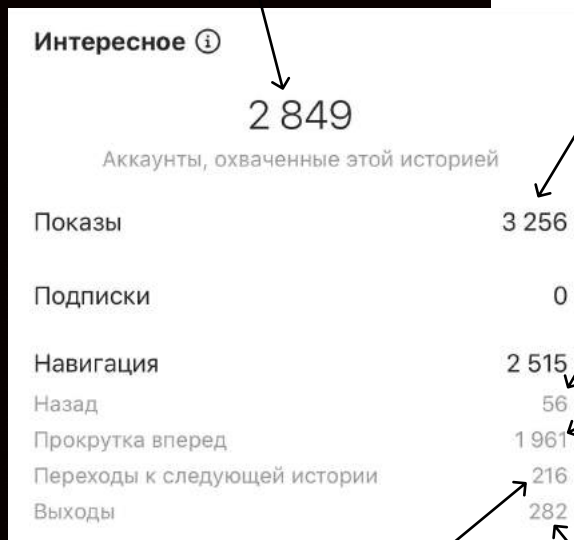 Интересное
2 849
Аккаунты, охваченные этой историей
Показы 3 256
Подписки 0
Навигация 2 515
Назад 56
Прокрутка вперед 1 961
Переходы к следующей истории 216
Выходы 282